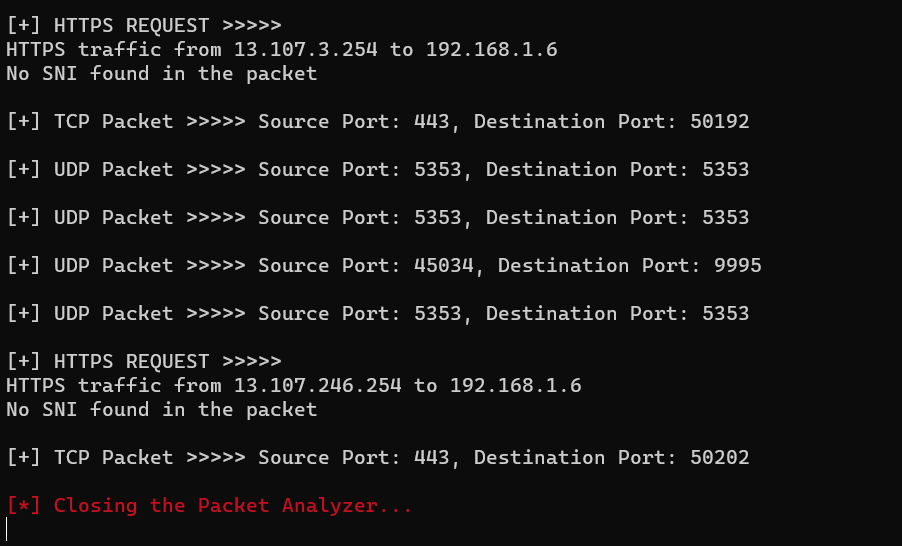 [+] HTTPS REQUEST >>>>>
HTTPS traffic from 13.107.3.254 to 192.168.1.6
No SNI found in the packet
[+] TCP Packet >>>>> Source Port: 443, Destination Port: 50192
[+] UDP Packet >>>>> Source Port: 5353, Destination Port: 5353
[+] UDP Packet >>>>> Source Port: 5353, Destination Port: 5353
[+] UDP Packet >>>>> Source Port: 45034, Destination Port: 9995
[+] UDP Packet >>>>> Source Port: 5353, Destination Port: 5353
[+] HTTPS REQUEST >>>>>
HTTPS traffic from 13.107.246.254 to 192.168.1.6
No SNI found in the packet
[+] TCP Packet >>>>> Source Port: 443, Destination Port: 50202
[*] Closing the Packet Analyzer...